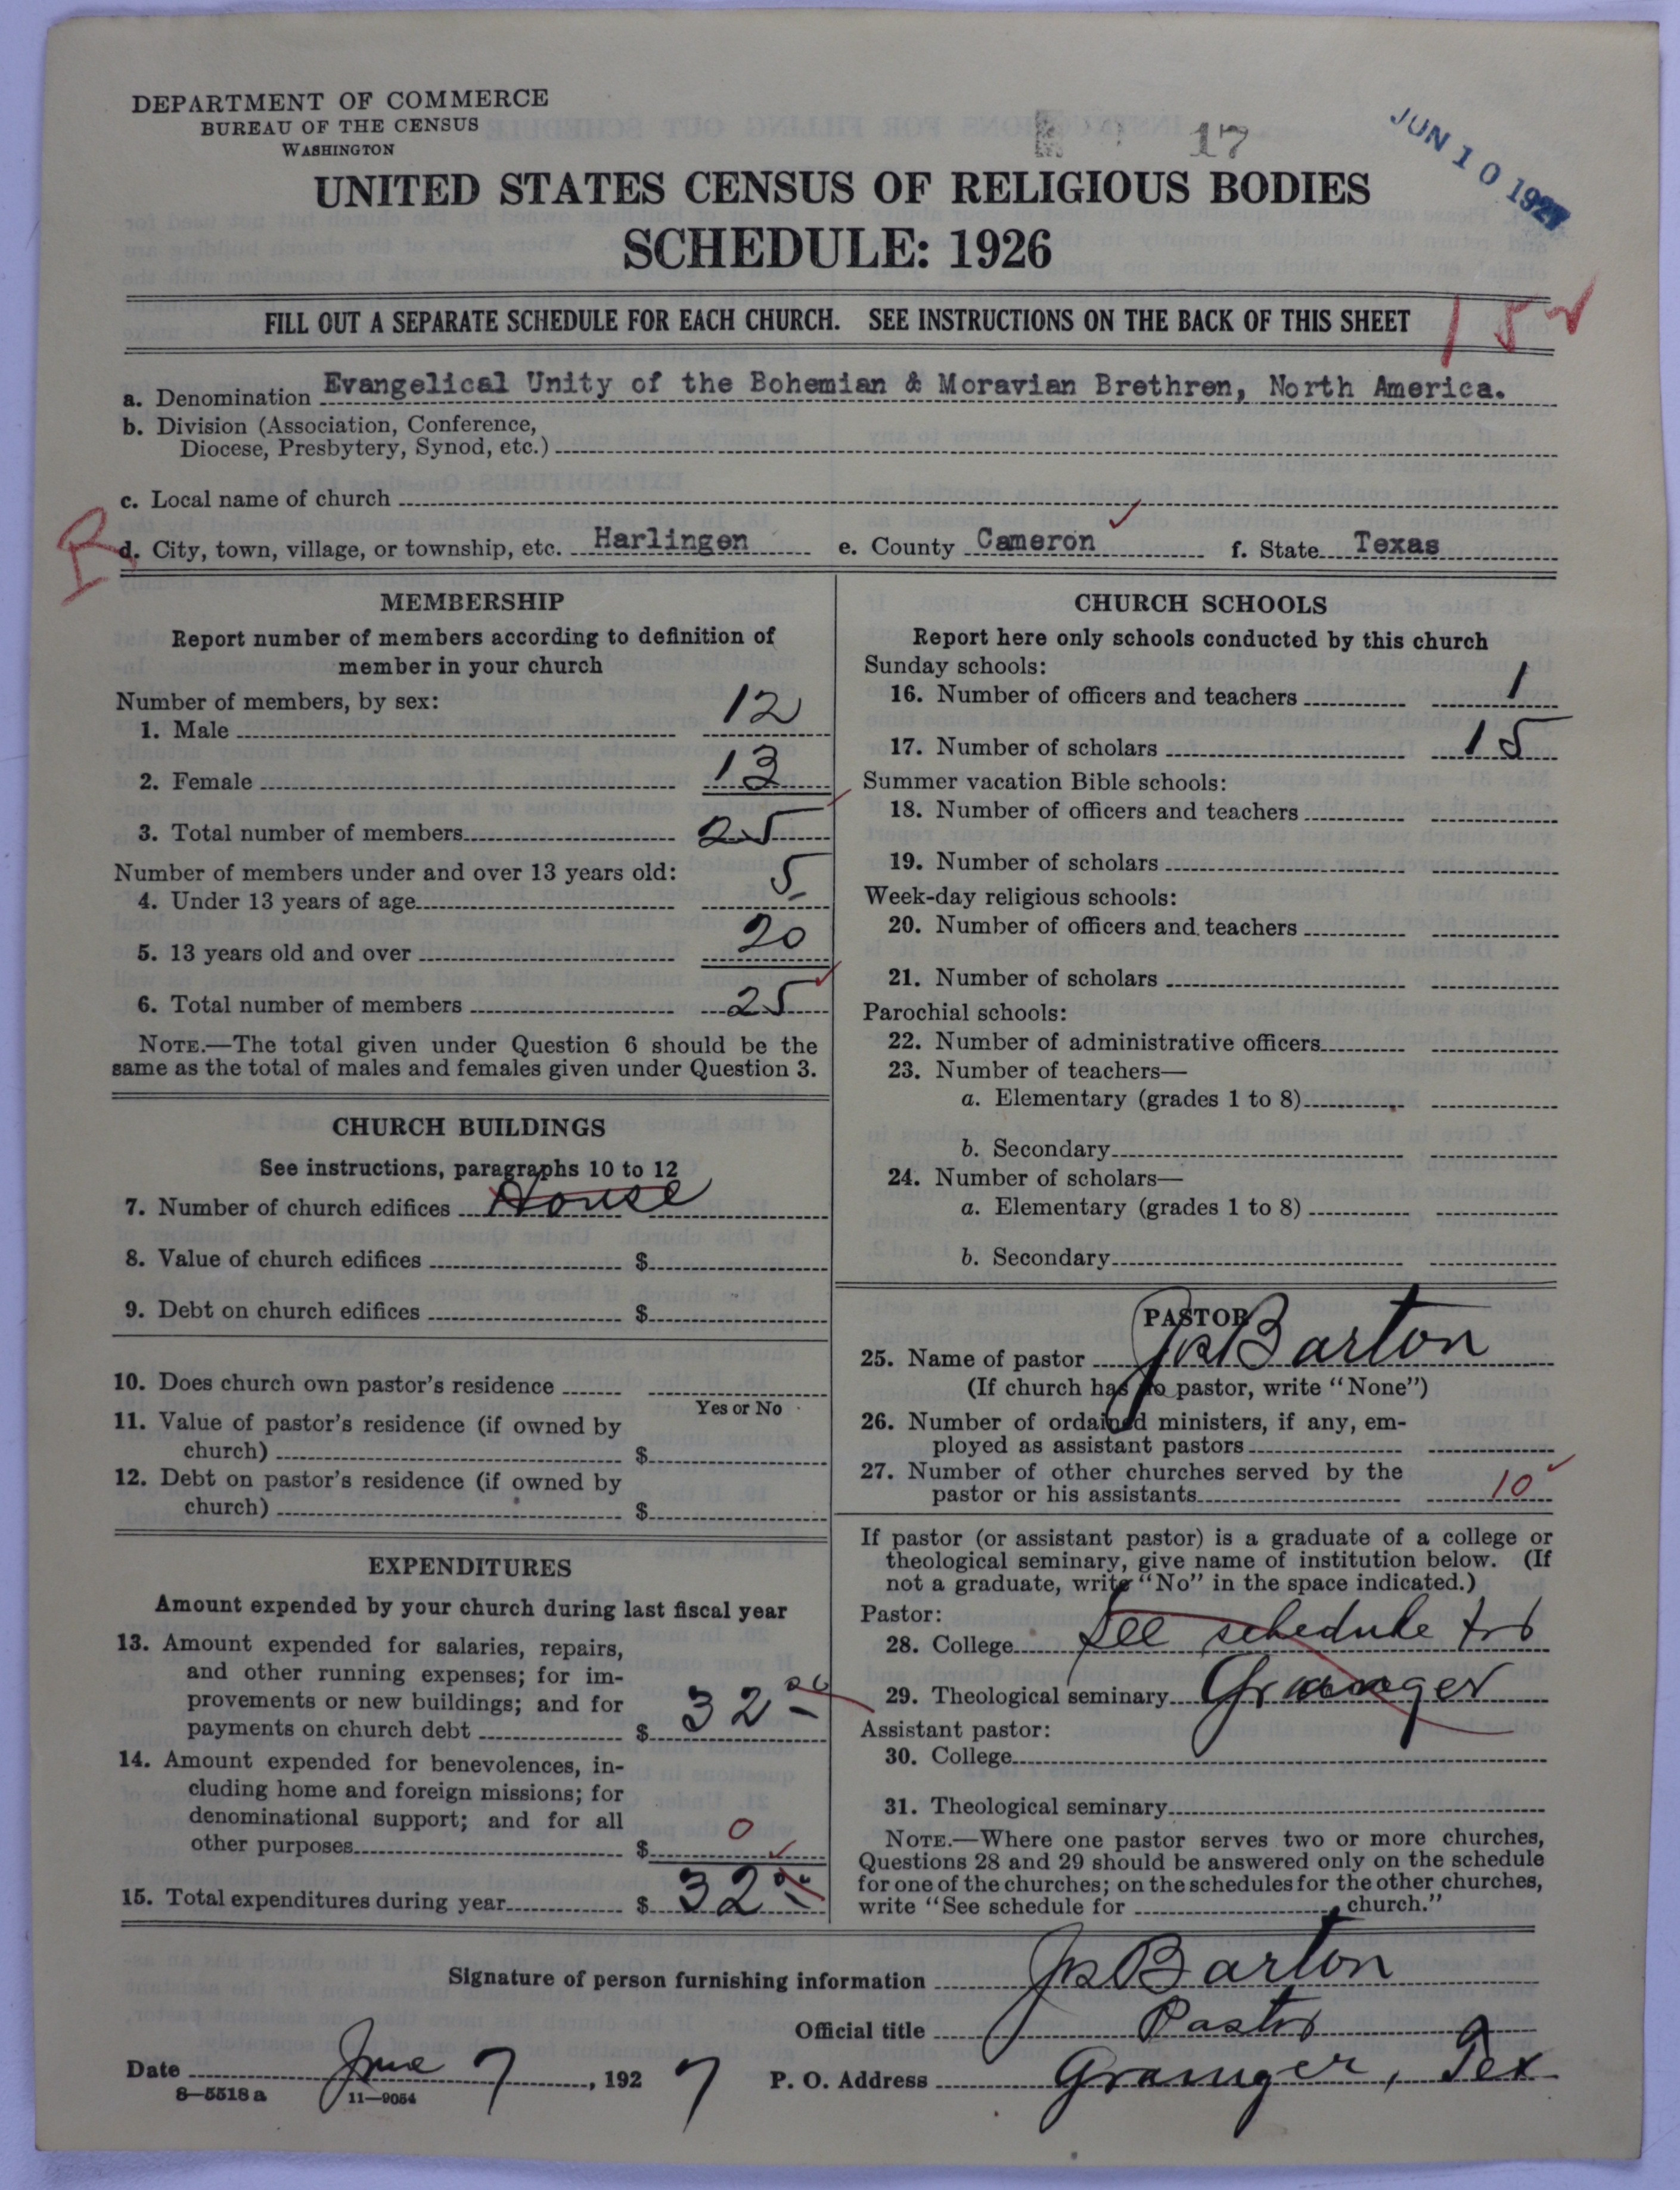 DEPARTMENT OF COMMERCE
BUREAU OF THE CENSUS
WASHINGTON
17
JUN 10 1927
UNITED STATES CENSUS OF RELIGIOUS BODIES
SCHEDULE: 1926
FILL OUT A SEPARATE SCHEDULE FOR EACH CHURCH. SEE INSTRUCTIONS ON THE BACK OF THIS SHEET
15
a. Denomination Evangelical Unity of the Bohemian & Moravian Brethren, North America.
b. Division (Association, Conference,
Diocese, Presbytery, Synod, etc.)
c. Local name of church
R
d. City, town, village, or township, etc. Harlingen e. County Cameron f. State Texas
MEMBERSHIP
Report number of members according to definition of
member in your church
Number of members, by sex:
1. Male 12
2. Female 13
3. Total number of members 25
Number of members under and over 13 years old:
4. Under 13 years of age 5
5. 13 years old and over 20
6. Total number of members 25
NOTE.—The total given under Question 6 should be the
same as the total of males and females given under Question 3.
CHURCH BUILDINGS
See instructions, paragraphs 10 to 12
7. Number of church edifices House
8. Value of church edifices $
9. Debt on church edifices $
10. Does church own pastor's residence
Yes or No
11. Value of pastor's residence (if owned by
church) $
12. Debt on pastor's residence (if owned by
church) $
EXPENDITURES
Amount expended by your church during last fiscal year
13. Amount expended for salaries, repairs,
and other running expenses; for im-
provements or new buildings; and for
payments on church debt $ 32 00
14. Amount expended for benevolences, in-
cluding home and foreign missions; for
denominational support; and for all
other purposes $ 0
15. Total expenditures during year $ 32 00
CHURCH SCHOOLS
Report here only schools conducted by this church
Sunday schools:
16. Number of officers and teachers 1
17. Number of scholars 15
Summer vacation Bible schools:
18. Number of officers and teachers
19. Number of scholars
Week-day religious schools:
20. Number of officers and teachers
21. Number of scholars
Parochial schools:
22. Number of administrative officers
23. Number of teachers—
a. Elementary (grades 1 to 8)
b. Secondary
24. Number of scholars—
a. Elementary (grades 1 to 8)
b. Secondary
PASTOR
25. Name of pastor Jos Barton
(If church has no pastor, write "None")
26. Number of ordained ministers, if any, em-
ployed as assistant pastors
27. Number of other churches served by the
pastor or his assistants 10
If pastor (or assistant pastor) is a graduate of a college or
theological seminary, give name of institution below. (If
not a graduate, write "No" in the space indicated.)
Pastor:
28. College See schedule for
29. Theological seminary Granger
Assistant pastor:
30. College
31. Theological seminary
NOTE.—Where one pastor serves two or more churches,
Questions 28 and 29 should be answered only on the schedule
for one of the churches; on the schedules for the other churches,
write "See schedule for church."
Signature of person furnishing information Jos Barton
Official title Pastor
Date June 7, 1927 P. O. Address Granger, Tex
8—5518a 11—9054